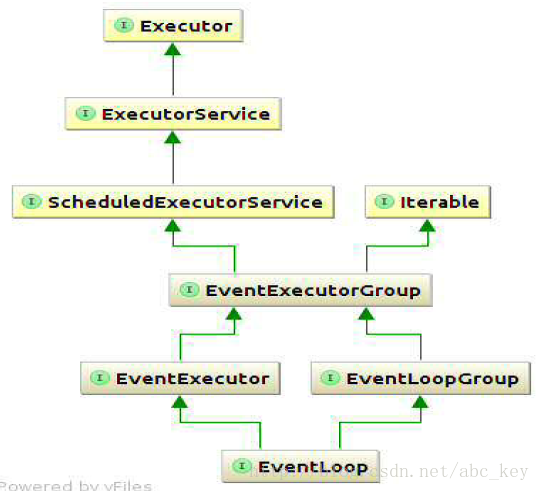 I Executor
I ExecutorService
I ScheduledExecutorService
I Iterable
I EventExecutorGroup
I EventExecutor
I EventLoopGroup
I EventLoop
sdn.net/abc_key
Powered by yFiles